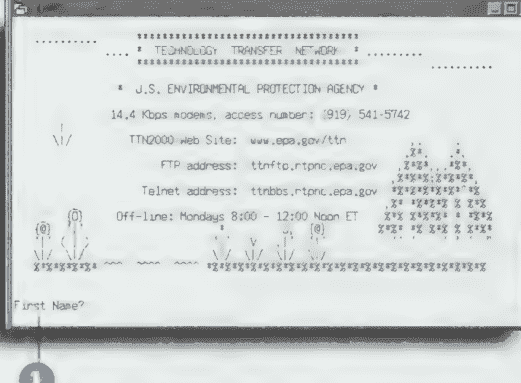 * TECHNOLOGY TRANSFER NETWORK *
* U.S. ENVIRONMENTAL PROTECTION AGENCY *
14.4 Kbps modems, access number: (919) 541-5742
TTN2000 Web Site: www.epa.gov/ttn
FTP address: ttnftp.rtpnc.epa.gov
Telnet address: ttnbbs.rtpnc.epa.gov
Off-line: Mondays 8:00 - 12:00 Noon ET
First Name?
1